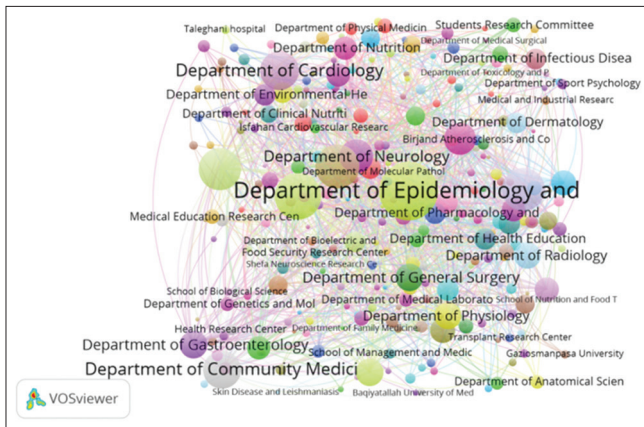 Taleghani hospital
Department of Physical Medicin
Students Research Committee
Department of Nutrition
Department of Medical Surgical
Department of Infectious Disea
Department of Cardiology
Department of Toxicology and P
Department of Sport Psychology
Department of Environmental He
Medical and Industrial Researc
Department of Clinical Nutriti
Department of Dermatology
Isfahan Cardiovascular Researc
Birjand Atherosclerosis and Co
Department of Neurology
Department of Molecular Pathol
Department of Epidemiology and
Medical Education Research Cen
Department of Pharmacology and
Department of Bioelectric and
Department of Health Education
Food Security Research Center
Department of Radiology
Shefa Neuroscience Research Ce
Department of General Surgery
School of Biological Science
Department of Medical Laborato
School of Nutrition and Food T
Department of Genetics and Mol
Department of Physiology
Health Research Center
Department of Family Medicine
Transplant Research Center
Department of Gastroenterology
School of Management and Medic
Gaziosmanpasa University
Department of Community Medici
Department of Anatomical Scien
Skin Disease and Leishmaniasis
Baqiyatallah University of Med
VOSviewer